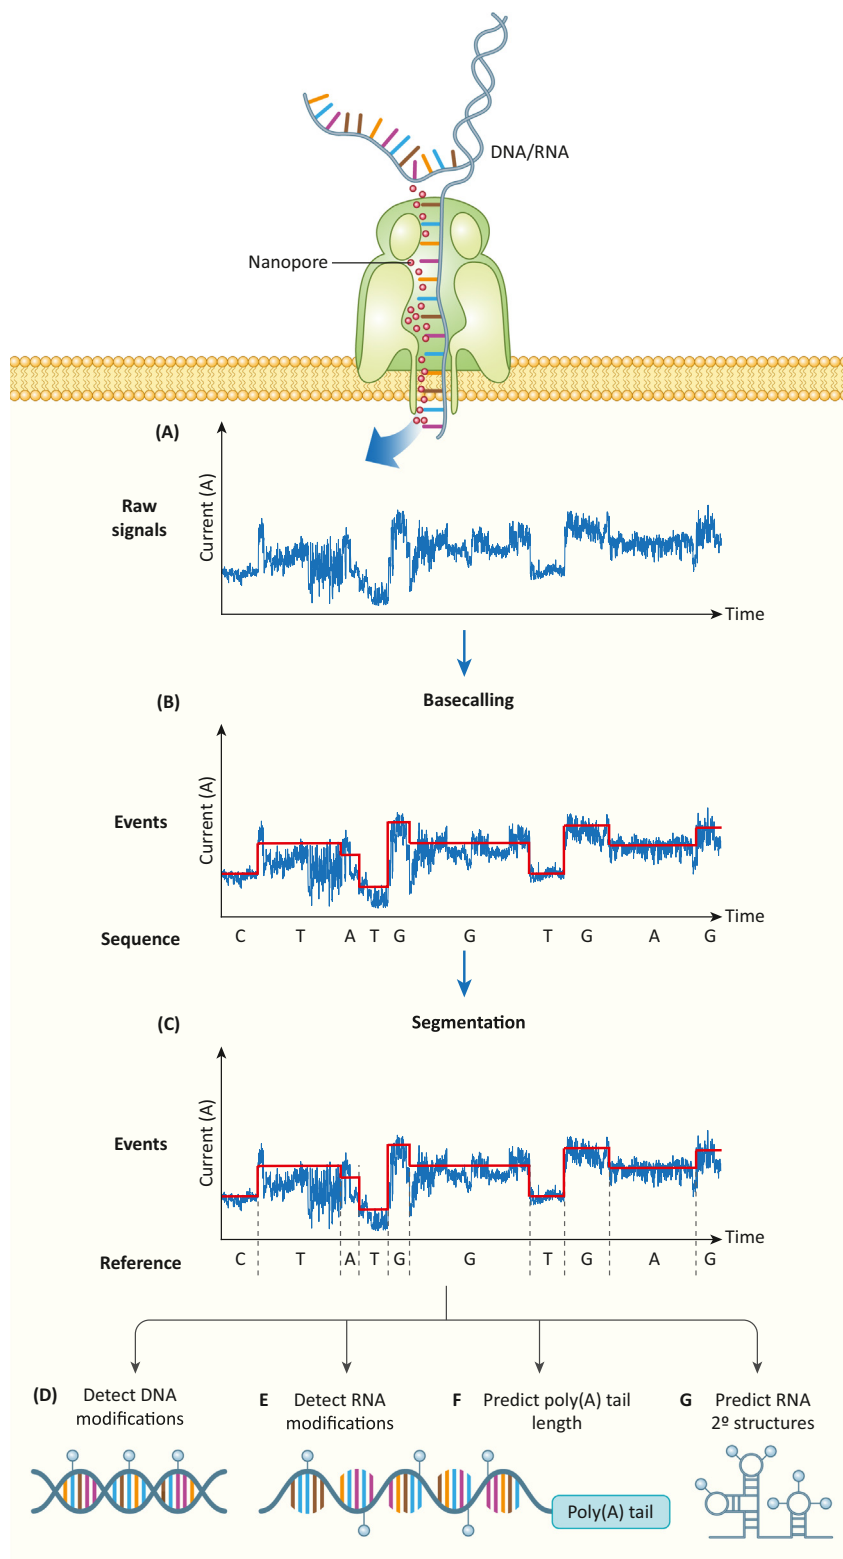 DNA/RNA
Nanopore
(A)
Raw
signals
Current (A)
Time
(B)
Basecalling
Events
Current (A)
Time
Sequence
C T A T G G T G A G
(C)
Segmentation
Events
Current (A)
Time
Reference
C T A T G G T G A G
(D)
Detect DNA
modifications
E
Detect RNA
modifications
F
Predict poly(A) tail
length
G
Predict RNA
2º structures
Poly(A) tail